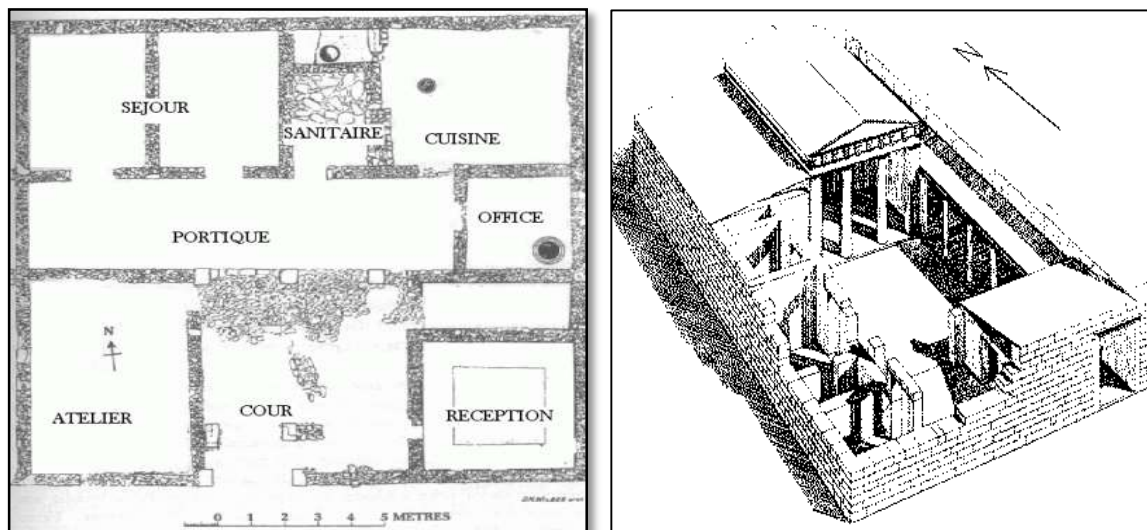 SEJOUR
SANITAIRE
CUISINE
PORTIQUE
OFFICE
N
ATELIER
COUR
RECEPTION
0 1 2 3 4 5 METRES
N